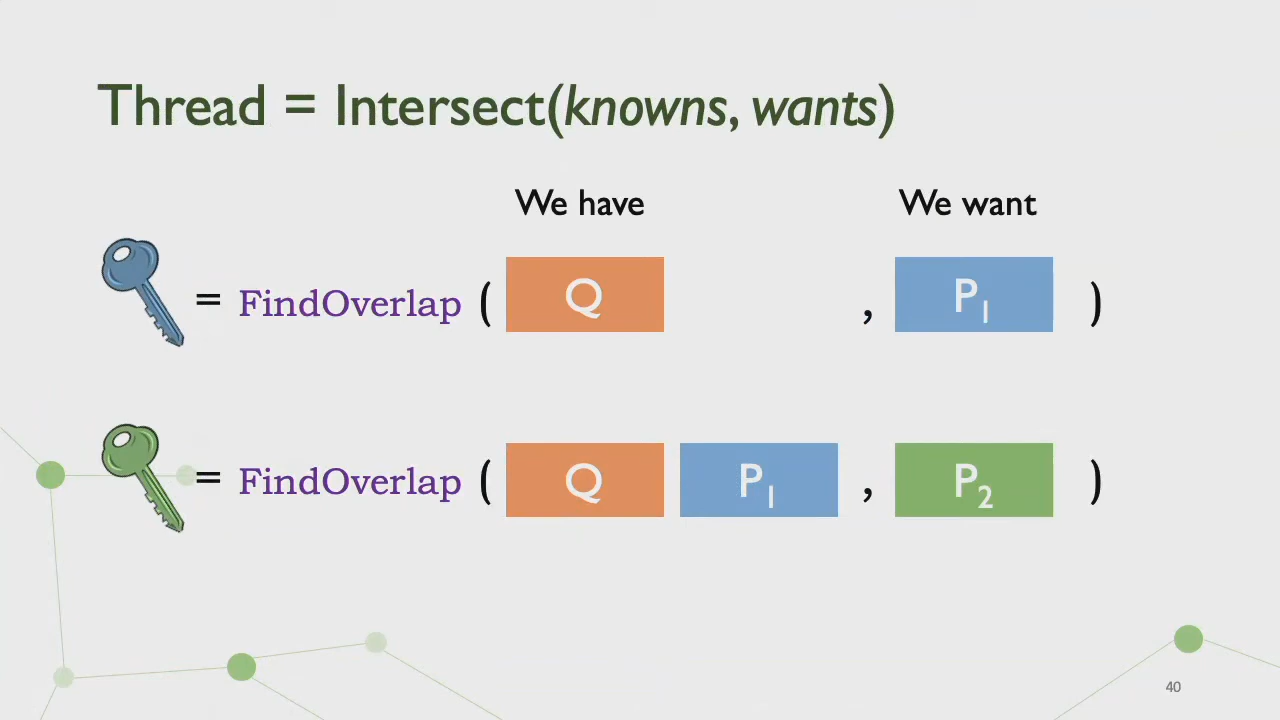 Thread = Intersect(knowns, wants)
We have We want
= FindOverlap ( Q , P₁ )
= FindOverlap ( Q P₁ , P₂ )
40